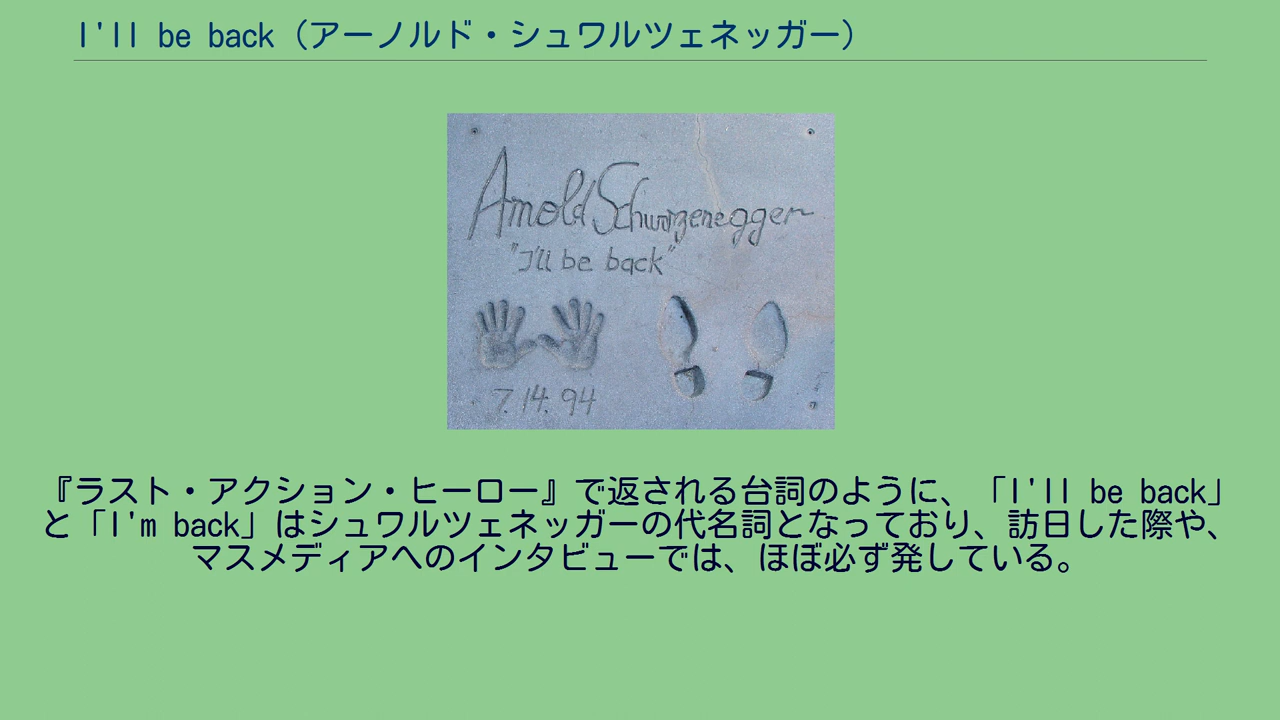 I'll be back（アーノルド・シュワルツェネッガー）
Arnold Schwarzenegger
"I'll be back"
7.14.94
『ラスト・アクション・ヒーロー』で返される台詞のように、「I'll be back」
と「I'm back」はシュワルツェネッガーの代名詞となっており、訪日した際や、
マスメディアへのインタビューでは、ほぼ必ず発している。